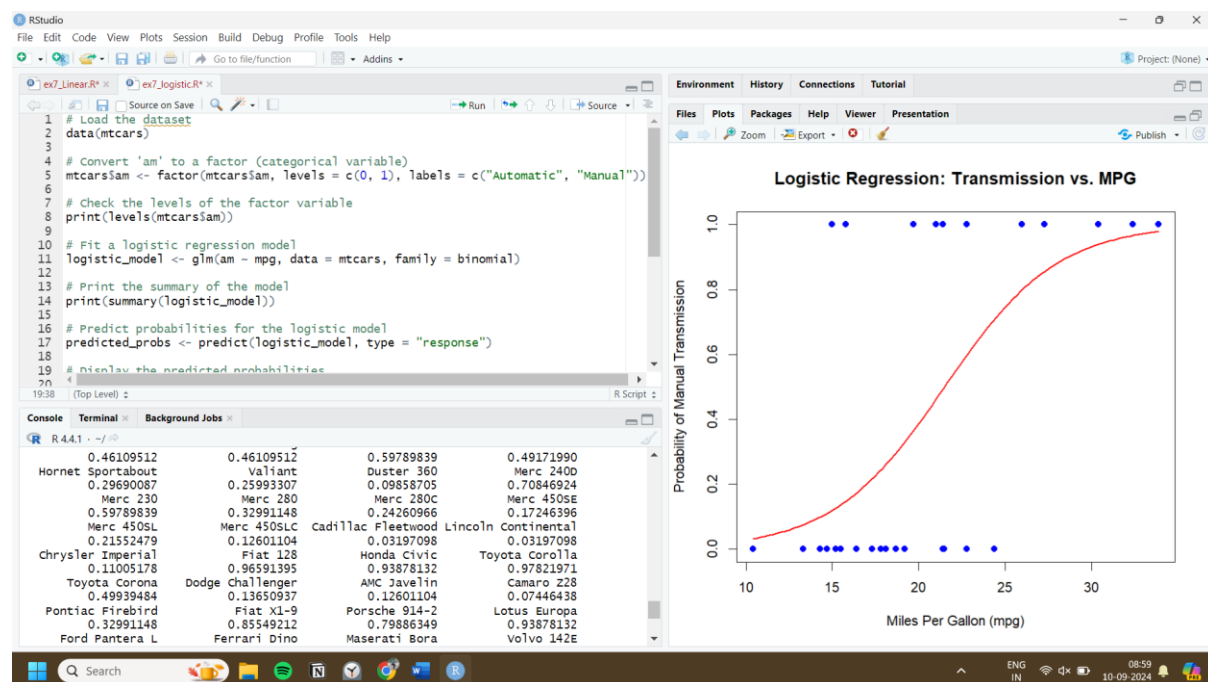 RStudio
File Edit Code View Plots Session Build Debug Profile Tools Help
Go to file/function
Addins
Project: (None)
ex7_Linear.R*
ex7_logistic.R*
Source on Save
Run
Source
1 # Load the dataset
2 data(mtcars)
3
4 # Convert 'am' to a factor (categorical variable)
5 mtcars$am <- factor(mtcars$am, levels = c(0, 1), labels = c("Automatic", "Manual"))
6
7 # Check the levels of the factor variable
8 print(levels(mtcars$am))
9
10 # Fit a logistic regression model
11 logistic_model <- glm(am ~ mpg, data = mtcars, family = binomial)
12
13 # Print the summary of the model
14 print(summary(logistic_model))
15
16 # Predict probabilities for the logistic model
17 predicted_probs <- predict(logistic_model, type = "response")
18
19 # Display the predicted probabilities
20
19:38 (Top Level) R Script
Console Terminal Background Jobs
R 4.4.1 · ~/
0.46109512 0.46109512 0.59789839 0.49171990
Hornet Sportabout Valiant Duster 360 Merc 240D
0.29690087 0.25993307 0.09858705 0.70846924
Merc 230 Merc 280 Merc 280C Merc 450SE
0.59789839 0.32991148 0.24260966 0.17246396
Merc 450SL Merc 450SLC Cadillac Fleetwood Lincoln Continental
0.21552479 0.12601104 0.03197098 0.03197098
Chrysler Imperial Fiat 128 Honda Civic Toyota Corolla
0.11005178 0.96591395 0.93878132 0.97821971
Toyota Corona Dodge Challenger AMC Javelin Camaro Z28
0.49939484 0.13650937 0.12601104 0.07446438
Pontiac Firebird Fiat X1-9 Porsche 914-2 Lotus Europa
0.32991148 0.85549212 0.79886349 0.93878132
Ford Pantera L Ferrari Dino Maserati Bora Volvo 142E
Environment History Connections Tutorial
Files Plots Packages Help Viewer Presentation
Zoom Export Publish
Logistic Regression: Transmission vs. MPG
Probability of Manual Transmission
1.0
0.8
0.6
0.4
0.2
0.0
10 15 20 25 30
Miles Per Gallon (mpg)
Search
ENG
IN
08:59
10-09-2024